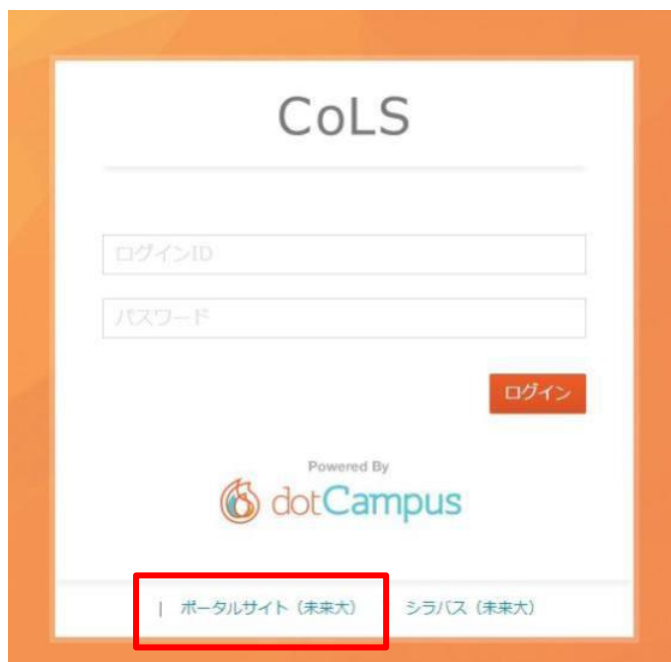 CoLS
ログインID
パスワード
ログイン
Powered By
dotCampus
| ポータルサイト（未来大） シラバス（未来大）